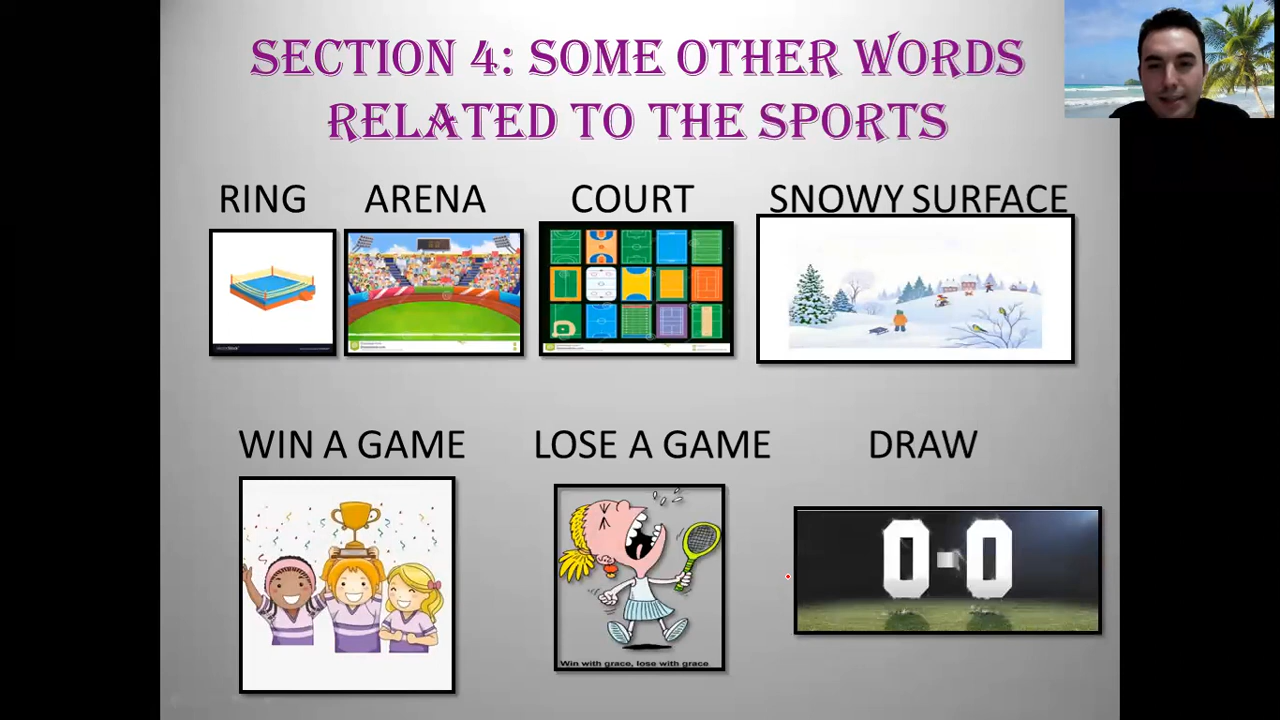 SECTION 4: SOME OTHER WORDS
RELATED TO THE SPORTS
RING
ARENA
COURT
SNOWY SURFACE
WIN A GAME
LOSE A GAME
DRAW
Win with grace, lose with grace
0-0